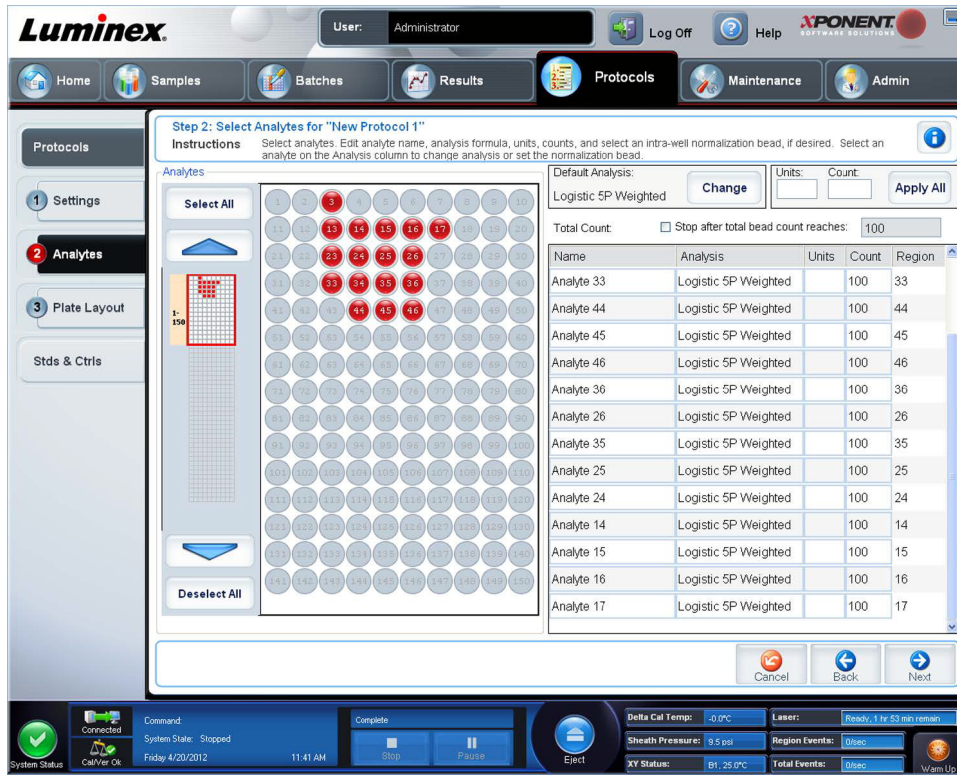 Luminex.
User: Administrator
Log Off
Help
XPONENT.
SOFTWARE SOLUTIONS
Home
Samples
Batches
Results
Protocols
Maintenance
Admin
Protocols
1 Settings
2 Analytes
3 Plate Layout
Stds & Ctrls
Step 2: Select Analytes for "New Protocol 1"
Instructions Select analytes. Edit analyte name, analysis formula, units, counts, and select an intra-well normalization bead, if desired. Select an
analyte on the Analysis column to change analysis or set the normalization bead.
Analytes
Select All
1-
150
Deselect All
1 2 3 4 5 6 7 8 9 10
11 12 13 14 15 16 17 18 19 20
21 22 23 24 25 26 27 28 29 30
31 32 33 34 35 36 37 38 39 40
41 42 43 44 45 46 47 48 49 50
51 52 53 54 55 56 57 58 59 60
61 62 63 64 65 66 67 68 69 70
71 72 73 74 75 76 77 78 79 80
81 82 83 84 85 86 87 88 89 90
91 92 93 94 95 96 97 98 99 100
101 102 103 104 105 106 107 108 109 110
111 112 113 114 115 116 117 118 119 120
121 122 123 124 125 126 127 128 129 130
131 132 133 134 135 136 137 138 139 140
141 142 143 144 145 146 147 148 149 150
Default Analysis:
Logistic 5P Weighted
Change
Units: Count:
Apply All
Total Count: Stop after total bead count reaches: 100
Name Analysis Units Count Region
Analyte 33 Logistic 5P Weighted 100 33
Analyte 44 Logistic 5P Weighted 100 44
Analyte 45 Logistic 5P Weighted 100 45
Analyte 46 Logistic 5P Weighted 100 46
Analyte 36 Logistic 5P Weighted 100 36
Analyte 26 Logistic 5P Weighted 100 26
Analyte 35 Logistic 5P Weighted 100 35
Analyte 25 Logistic 5P Weighted 100 25
Analyte 24 Logistic 5P Weighted 100 24
Analyte 14 Logistic 5P Weighted 100 14
Analyte 15 Logistic 5P Weighted 100 15
Analyte 16 Logistic 5P Weighted 100 16
Analyte 17 Logistic 5P Weighted 100 17
Cancel
Back
Next
System Status
Connected
Cal/Ver Ok
Command:
System State: Stopped
Friday 4/20/2012 11:41 AM
Complete
Stop
Pause
Eject
Delta Cal Temp: -0.0°C
Sheath Pressure: 9.5 psi
XY Status: B1, 25.0°C
Laser: Ready, 1 hr 53 min remain
Region Events: 0/sec
Total Events: 0/sec
Warm Up